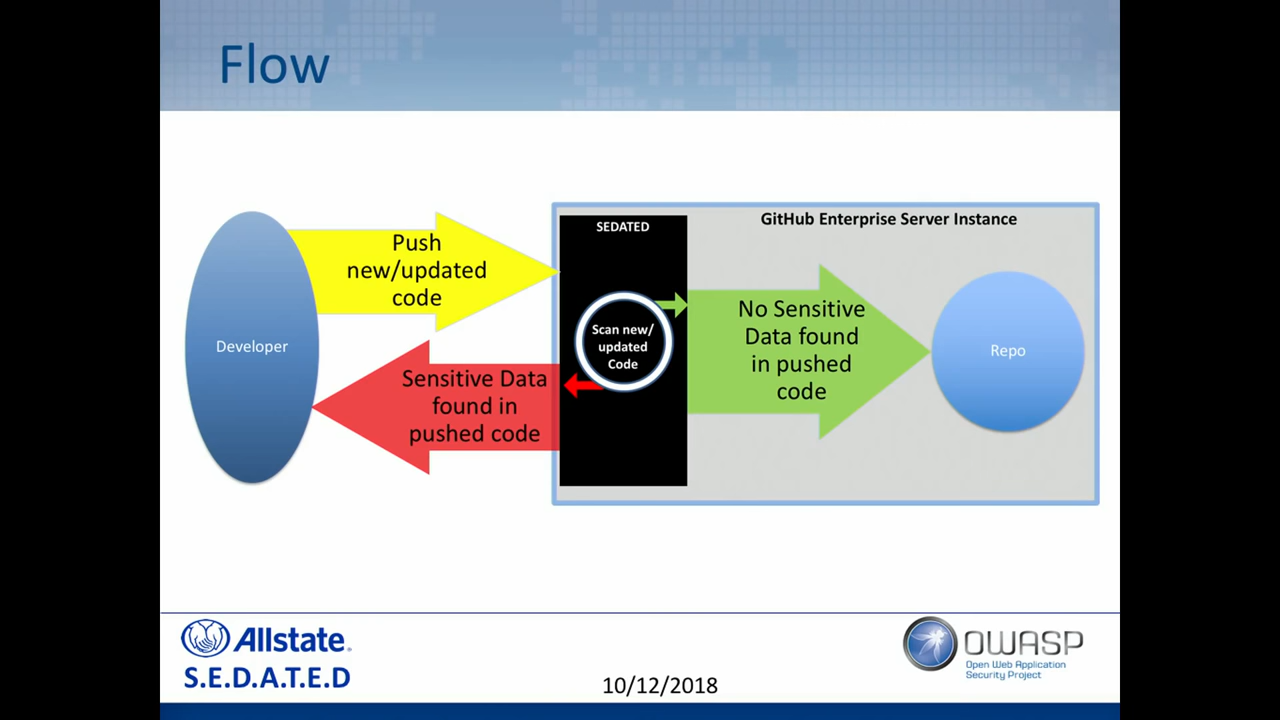 Flow
Push
new/updated
code
SEDATED
GitHub Enterprise Server Instance
Developer
Scan new/
updated
Code
No Sensitive
Data found
in pushed
code
Repo
Sensitive Data
found in
pushed code
Allstate®
S.E.D.A.T.E.D
10/12/2018
OWASP
Open Web Application
Security Project